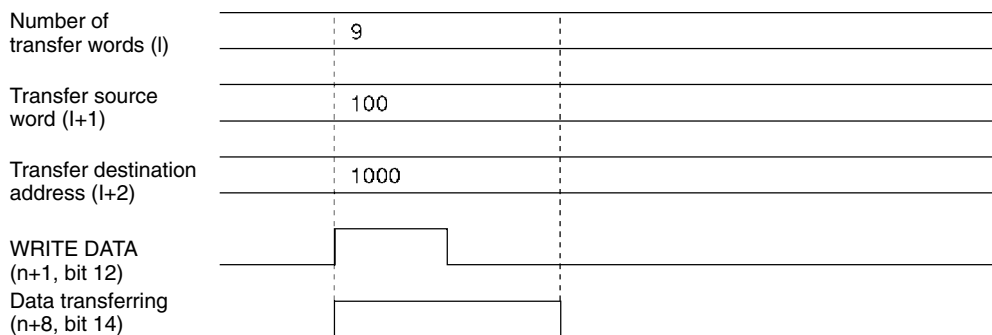 Number of
transfer words (l)
9
Transfer source
word (l+1)
100
Transfer destination
address (l+2)
1000
WRITE DATA
(n+1, bit 12)
Data transferring
(n+8, bit 14)